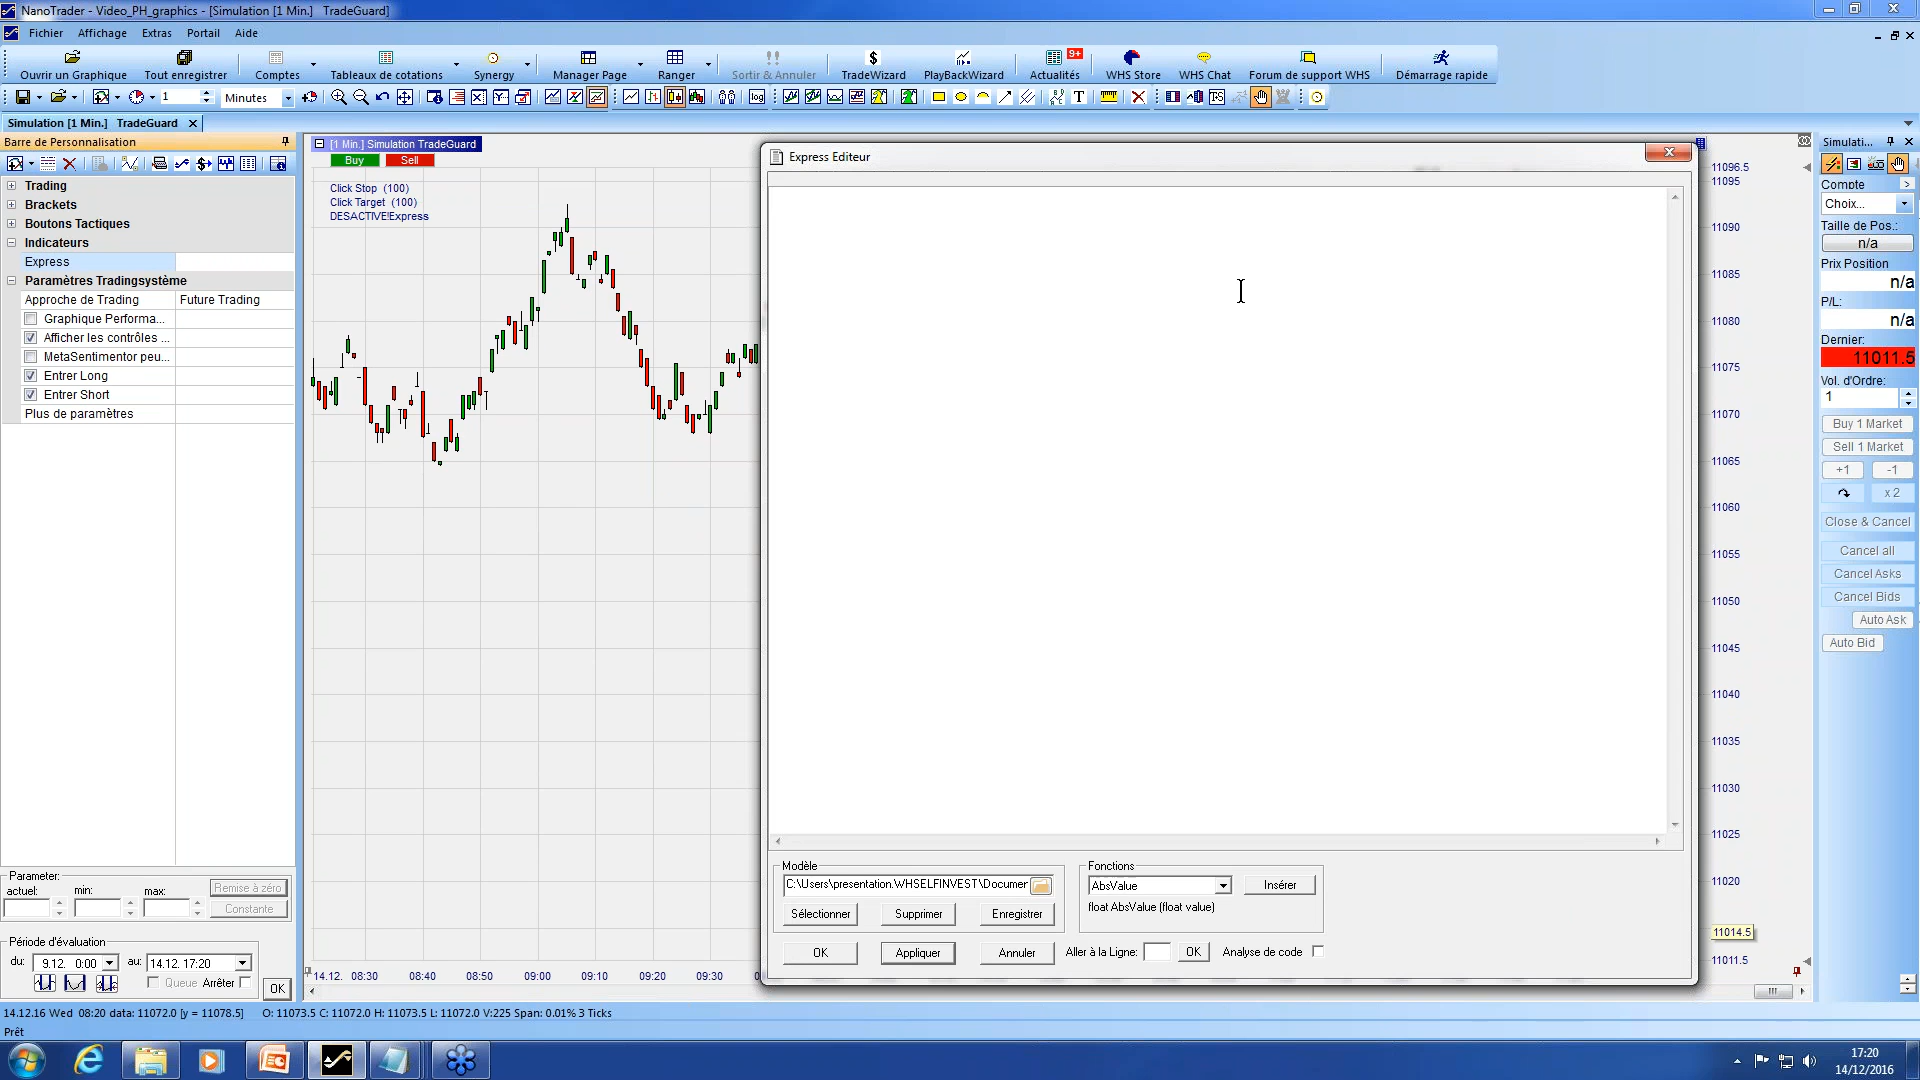 NanoTrader - Video_PH_graphics - [Simulation [1 Min.]   TradeGuard]
Fichier Affichage Extras Portail Aide
Ouvrir un Graphique Tout enregistrer Comptes Tableaux de cotations Synergy Manager Page Ranger Sortir & Annuler TradeWizard PlayBackWizard Actualités 9+ WHS Store WHS Chat Forum de support WHS Démarrage rapide
1 Minutes
Simulation [1 Min.]   TradeGuard
Barre de Personnalisation
Trading
Brackets
Boutons Tactiques
Indicateurs
Express
Paramètres Tradingsystème
Approche de Trading Future Trading
Graphique Performa...
Afficher les contrôles ...
MetaSentimentor peu...
Entrer Long
Entrer Short
Plus de paramètres
Parameter:
actuel: min: max: Remise à zéro
Constante
Période d'évaluation
du: 9.12. 0:00 au: 14.12. 17:20
Queue Arrêter OK
[1 Min.] Simulation TradeGuard
Buy Sell
Click Stop (100)
Click Target (100)
DESACTIVE!Express
14.12. 08:30 08:40 08:50 09:00 09:10 09:20 09:30
Express Editeur
Modèle
C:\Users\presentation.WHSELFINVEST\Documer
Sélectionner Supprimer Enregistrer
Fonctions
AbsValue Insérer
float AbsValue (float value)
OK Appliquer Annuler Aller à la Ligne: OK Analyse de code
11096.5
11095
11090
11085
11080
11075
11070
11065
11060
11055
11050
11045
11040
11035
11030
11025
11020
11014.5
11011.5
Simulati...
Compte
Choix...
Taille de Pos.:
n/a
Prix Position
n/a
P/L:
n/a
Dernier:
11011.5
Vol. d'Ordre:
1
Buy 1 Market
Sell 1 Market
+1 -1
x 2
Close & Cancel
Cancel all
Cancel Asks
Cancel Bids
Auto Ask
Auto Bid
14.12.16 Wed 08:20 data: 11072.0 [y = 11078.5] O: 11073.5 C: 11072.0 H: 11073.5 L: 11072.0 V:225 Span: 0.01% 3 Ticks
Prêt
17:20
14/12/2016